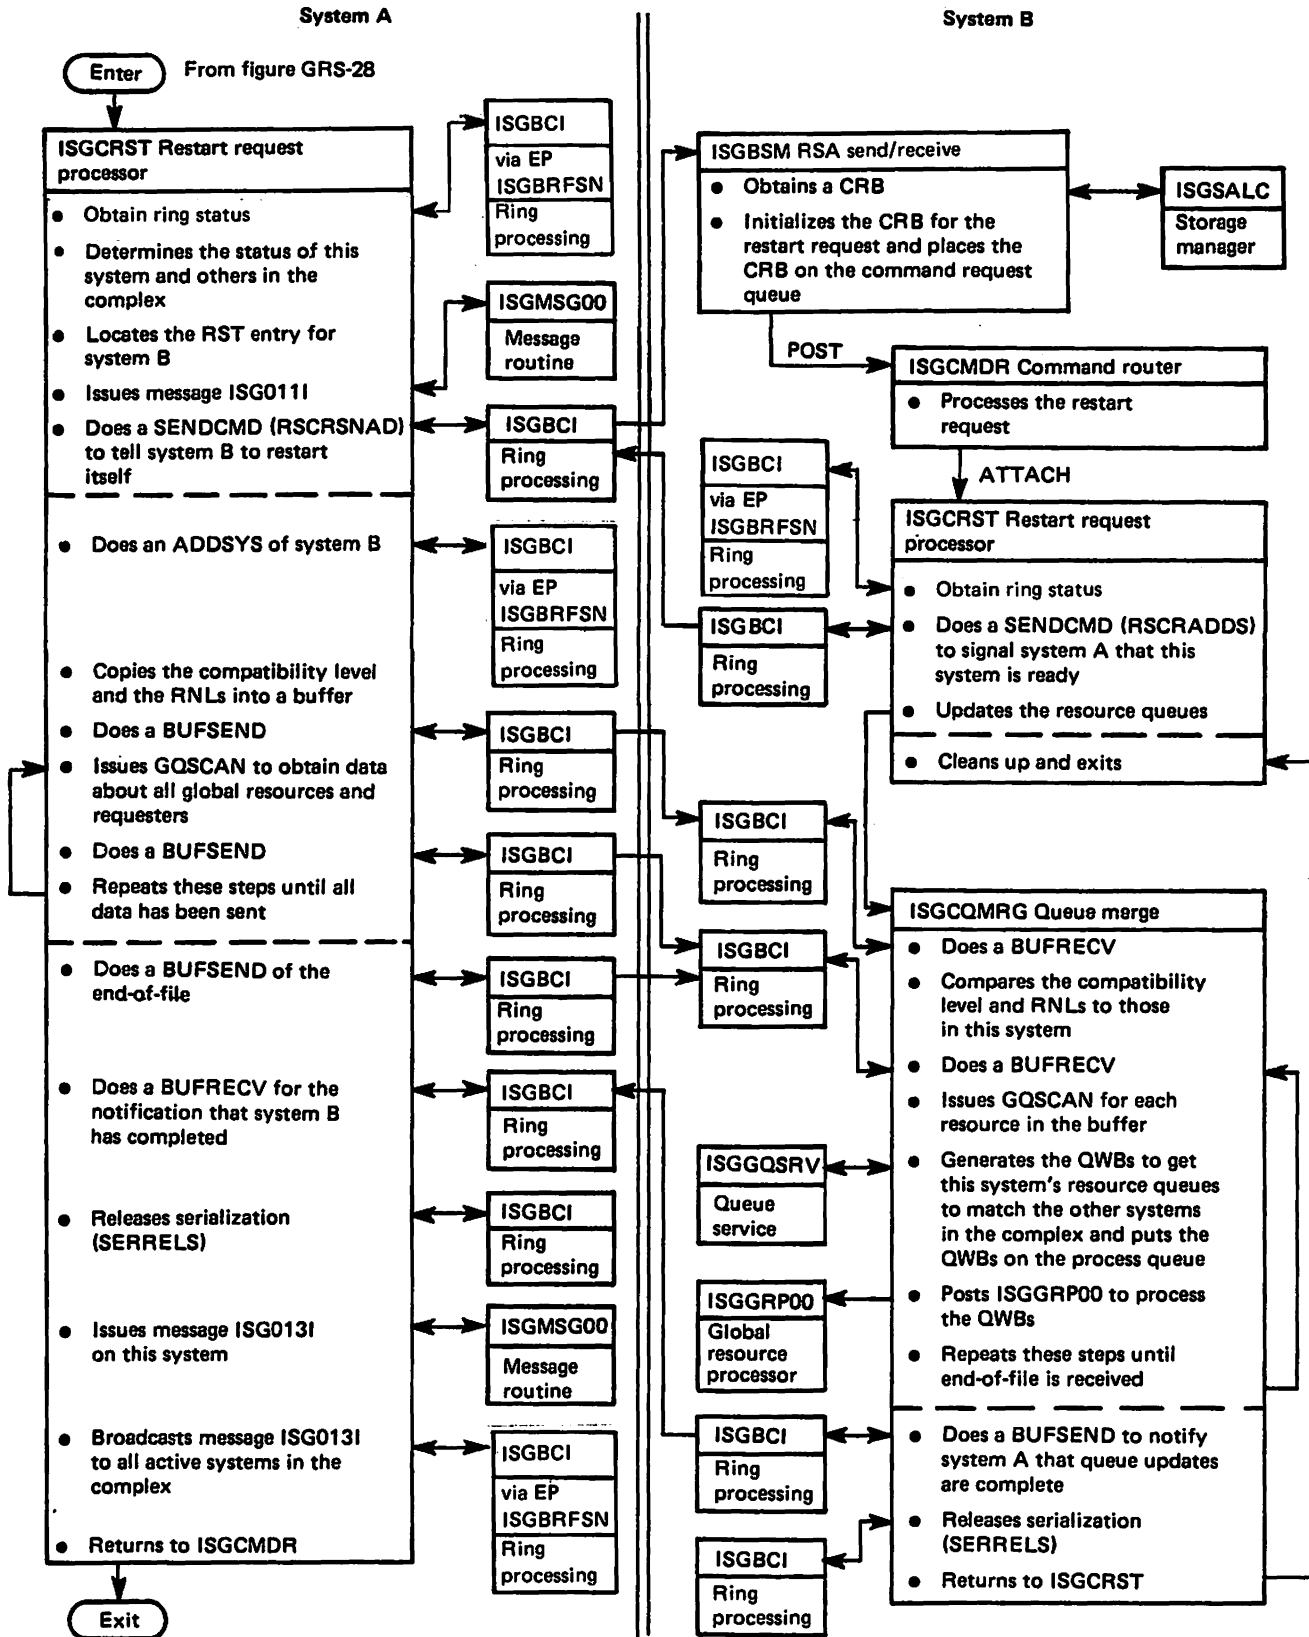 System A
Enter
From figure GRS-28
ISGCRST Restart request
processor
• Obtain ring status
• Determines the status of this
system and others in the
complex
• Locates the RST entry for
system B
• Issues message ISG011I
• Does a SENDCMD (RSCRSNAD)
to tell system B to restart
itself
• Does an ADDSYS of system B
• Copies the compatibility level
and the RNLs into a buffer
• Does a BUFSEND
• Issues GQSCAN to obtain data
about all global resources and
requesters
• Does a BUFSEND
• Repeats these steps until all
data has been sent
• Does a BUFSEND of the
end-of-file
• Does a BUFRECV for the
notification that system B
has completed
• Releases serialization
(SERRELS)
• Issues message ISG013I
on this system
• Broadcasts message ISG013I
to all active systems in the
complex
• Returns to ISGCMDR
Exit
ISGBCI
via EP
ISGBRFSN
Ring
processing
ISGMSG00
Message
routine
ISGBCI
Ring
processing
ISGBCI
via EP
ISGBRFSN
Ring
processing
ISGBCI
Ring
processing
ISGBCI
Ring
processing
ISGBCI
Ring
processing
ISGBCI
Ring
processing
ISGBCI
Ring
processing
ISGMSG00
Message
routine
ISGBCI
via EP
ISGBRFSN
Ring
processing
System B
ISGBSM RSA send/receive
• Obtains a CRB
• Initializes the CRB for the
restart request and places the
CRB on the command request
queue
ISGSALC
Storage
manager
POST
ISGCMDR Command router
• Processes the restart
request
ATTACH
ISGBCI
via EP
ISGBRFSN
Ring
processing
ISGBCI
Ring
processing
ISGCRST Restart request
processor
• Obtain ring status
• Does a SENDCMD (RSCRADDS)
to signal system A that this
system is ready
• Updates the resource queues
• Cleans up and exits
ISGBCI
Ring
processing
ISGBCI
Ring
processing
ISGCQMRG Queue merge
• Does a BUFRECV
• Compares the compatibility
level and RNLs to those
in this system
• Does a BUFRECV
• Issues GQSCAN for each
resource in the buffer
• Generates the QWBs to get
this system's resource queues
to match the other systems
in the complex and puts the
QWBs on the process queue
• Posts ISGGRP00 to process
the QWBs
• Repeats these steps until
end-of-file is received
• Does a BUFSEND to notify
system A that queue updates
are complete
• Releases serialization
(SERRELS)
• Returns to ISGCRST
ISGGQSRV
Queue
service
ISGGRP00
Global
resource
processor
ISGBCI
Ring
processing
ISGBCI
Ring
processing